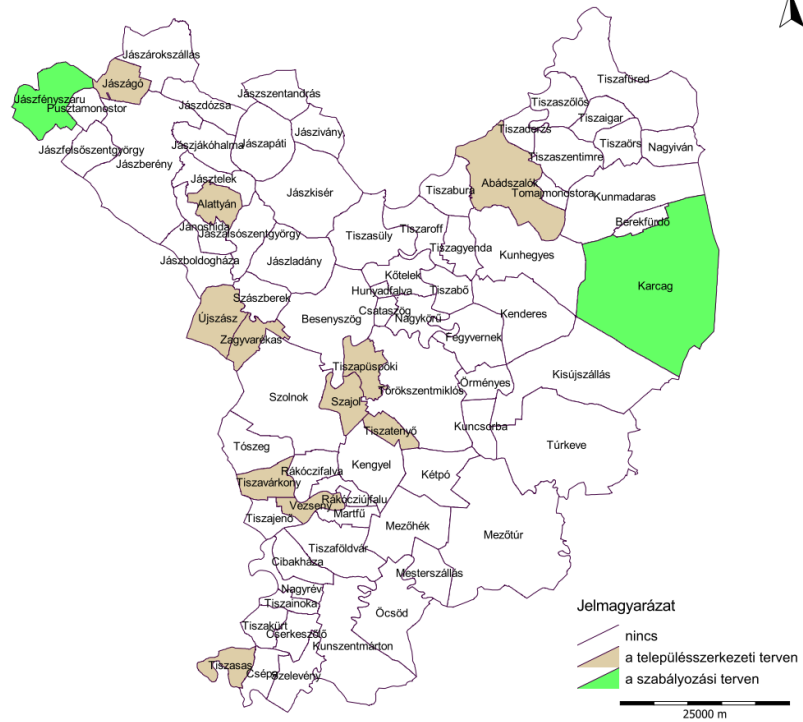 Jászárokszállás
Tiszafüred
Jászágó
Jászszentandrás
Jászfényszaru
Pusztamonostor
Jászdózsa
Tiszaszőlős
Tiszaigar
Jászivány
Tiszaderzs
Jászjákóhalma
Jászapáti
Tiszaörs
Nagyiván
Jászfelsőszentgyörgy
Jászberény
Tiszaszentimre
Jásztelek
Abádszalók
Tiszabura
Jászkisér
Tomajmonostora
Kunmadaras
Alattyán
Berekfürdő
Jánoshida
Jászalsószentgyörgy
Tiszasüly
Tiszaroff
Tiszagyenda
Kunhegyes
Jászboldogháza
Jászladány
Kőtelek
Karcag
Hunyadfalva
Tiszabő
Szászberek
Csataszög
Kenderes
Újszász
Besenyszög
Nagykörű
Zagyvarékas
Fegyvernek
Tiszapüspöki
Kisújszállás
Szolnok
Szajol
Törökszentmiklós
Örményes
Tiszatenyő
Kuncsorba
Tószeg
Túrkeve
Rákóczifalva
Kengyel
Kétpó
Tiszavárkony
Vezseny
Rákócziújfalu
Tiszajenő
Martfű
Mezőhék
Mezőtúr
Tiszaföldvár
Cibakháza
Mesterszállás
Nagyrév
Tiszainoka
Öcsöd
Tiszakürt
Cserkeszőlő
Kunszentmárton
Tiszasas
Csépa
Szelevény
Jelmagyarázat
nincs
a településszerkezeti terven
a szabályozási terven
25000 m